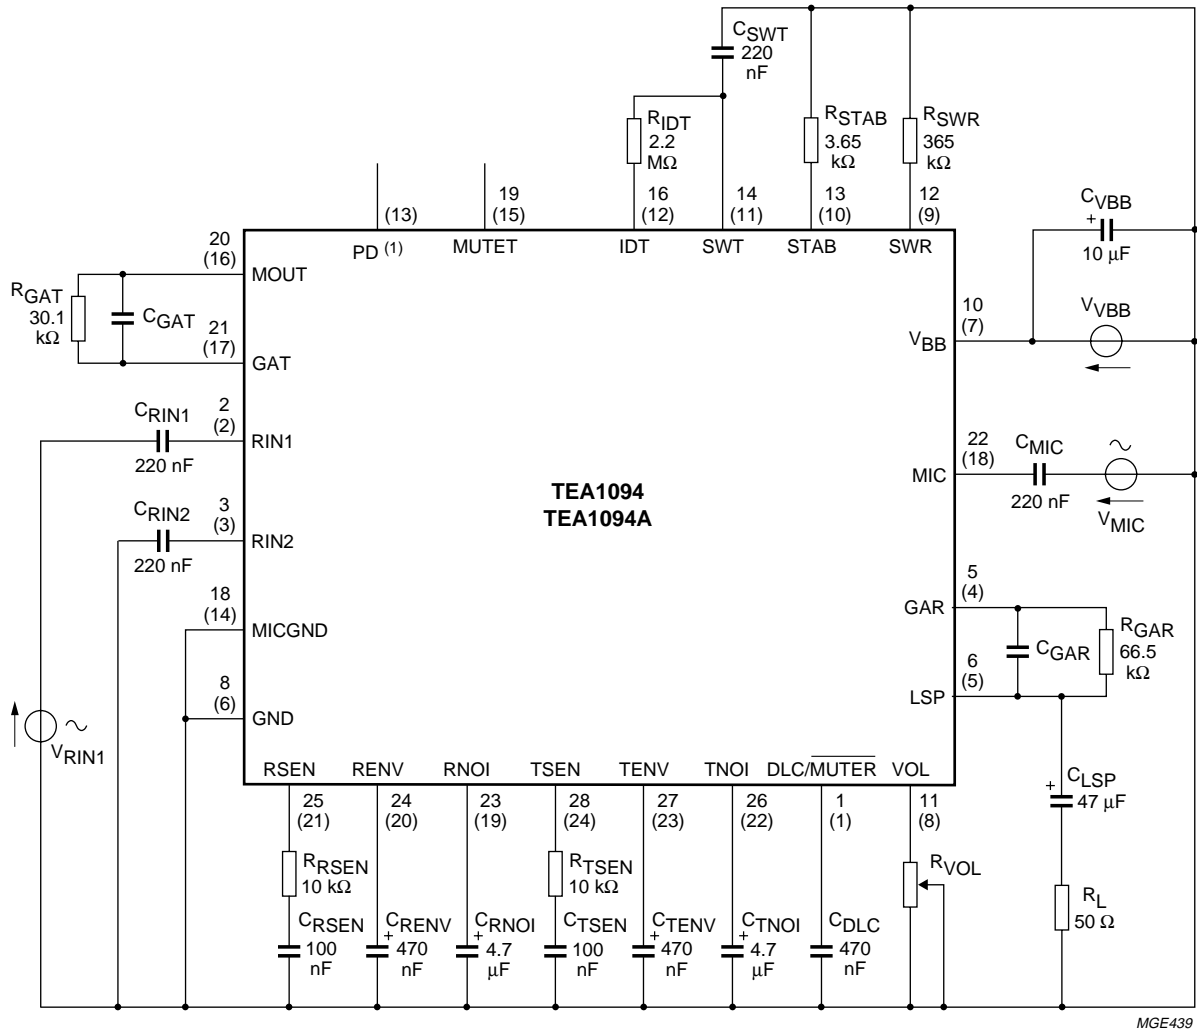 CSWT
220
nF
RIDT
2.2
MΩ
RSTAB
3.65
kΩ
RSWR
365
kΩ
(13)
19
(15)
16
(12)
14
(11)
13
(10)
12
(9)
CVBB
+
10 μF
PD (1)
MUTET
IDT
SWT
STAB
SWR
20
(16)
MOUT
RGAT
30.1
kΩ
CGAT
21
(17)
GAT
10
(7)
VBB
VVBB
CRIN1
220 nF
2
(2)
RIN1
22
(18)
MIC
CMIC
220 nF
VMIC
TEA1094
TEA1094A
CRIN2
220 nF
3
(3)
RIN2
18
(14)
MICGND
5
(4)
GAR
CGAR
RGAR
66.5
kΩ
8
(6)
GND
6
(5)
LSP
VRIN1
RSEN
RENV
RNOI
TSEN
TENV
TNOI
DLC/MUTER
VOL
25
(21)
24
(20)
23
(19)
28
(24)
27
(23)
26
(22)
1
(1)
11
(8)
+
CLSP
47 μF
RRSEN
10 kΩ
RTSEN
10 kΩ
RVOL
RL
50 Ω
CRSEN
100
nF
CRENV
+
470
nF
CRNOI
+
4.7
μF
CTSEN
100
nF
CTENV
+
470
nF
CTNOI
+
4.7
μF
CDLC
470
nF
MGE439